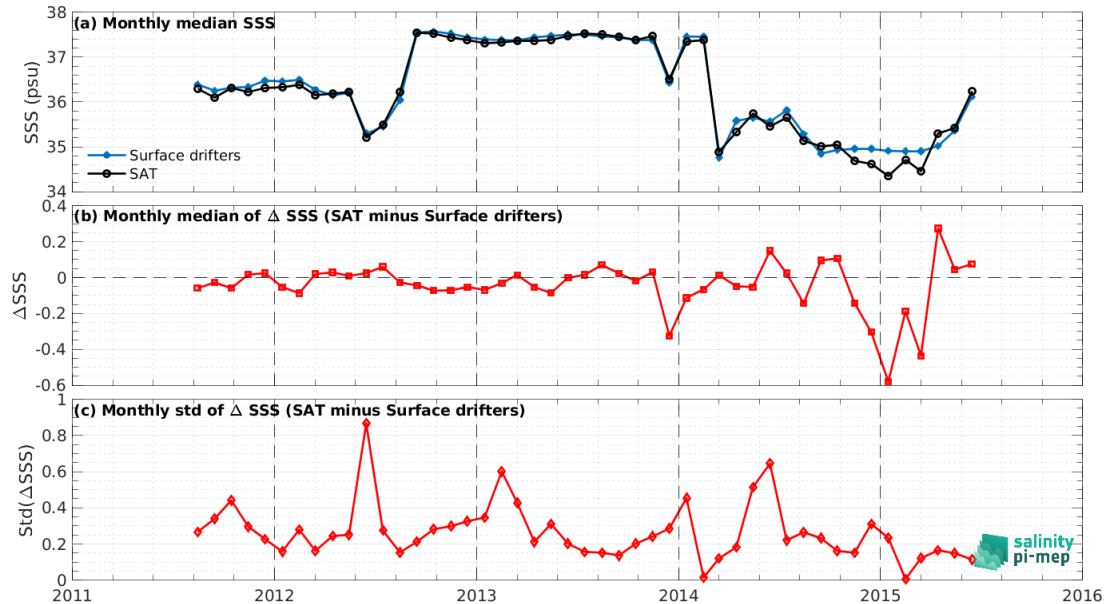 (a) Monthly median SSS
SSS (psu)
38
37
36
35
34
Surface drifters
SAT
(b) Monthly median of Δ SSS (SAT minus Surface drifters)
ΔSSS
0.4
0.2
0
-0.2
-0.4
-0.6
(c) Monthly std of Δ SSS (SAT minus Surface drifters)
Std(ΔSSS)
1
0.8
0.6
0.4
0.2
0
2011 2012 2013 2014 2015 2016
salinity
pi-mep